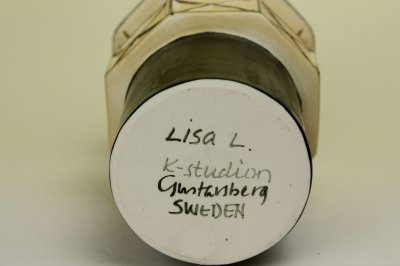 Lisa L.
K-studion
Gustavsberg
SWEDEN